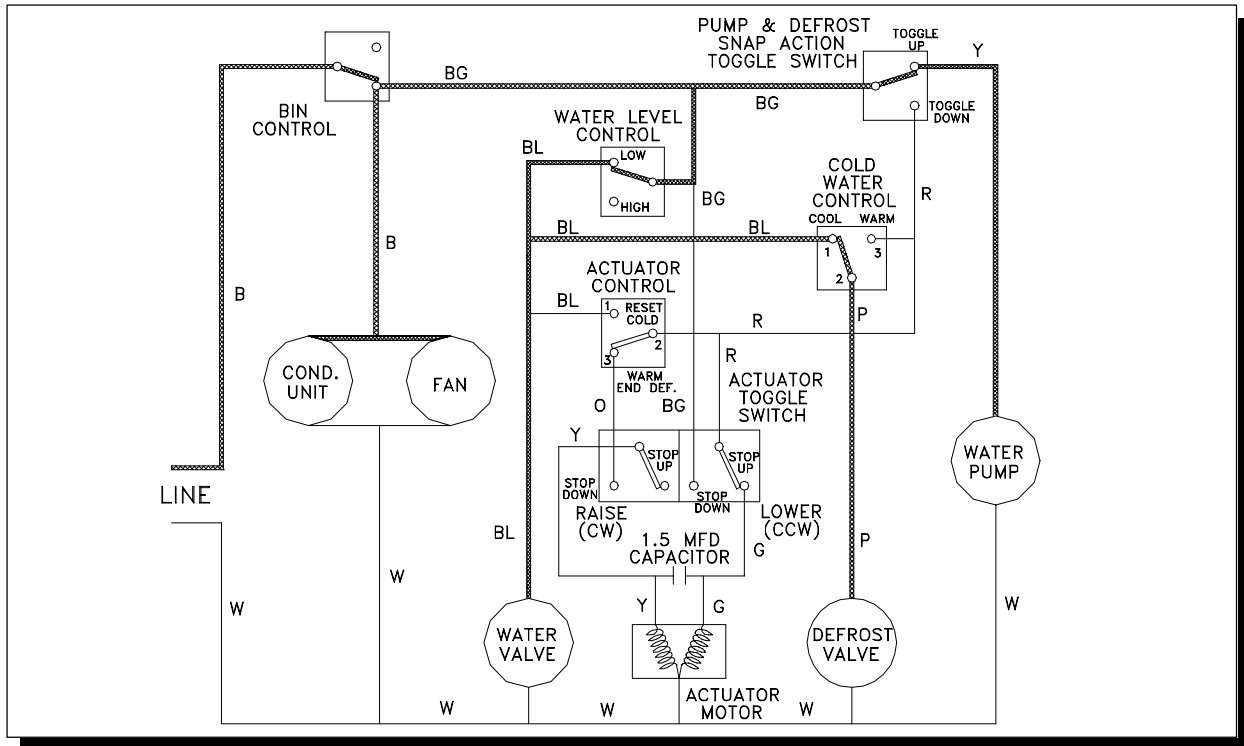 PUMP & DEFROST
SNAP ACTION
TOGGLE SWITCH
TOGGLE
UP
Y
BG
BG
TOGGLE
DOWN
BIN
CONTROL
WATER LEVEL
CONTROL
BL
LOW
HIGH
BG
COLD
WATER
CONTROL
COOL
WARM
R
BL
BL
1
3
2
B
B
ACTUATOR
CONTROL
BL
1
RESET
COLD
2
3
WARM
END DEF.
R
P
R
COND.
UNIT
FAN
O
BG
ACTUATOR
TOGGLE
SWITCH
Y
STOP
UP
STOP
UP
STOP
DOWN
STOP
DOWN
RAISE
(CW)
LOWER
(CCW)
WATER
PUMP
LINE
BL
1.5 MFD
CAPACITOR
G
P
W
W
Y
G
W
WATER
VALVE
DEFROST
VALVE
ACTUATOR
MOTOR
W
W
W